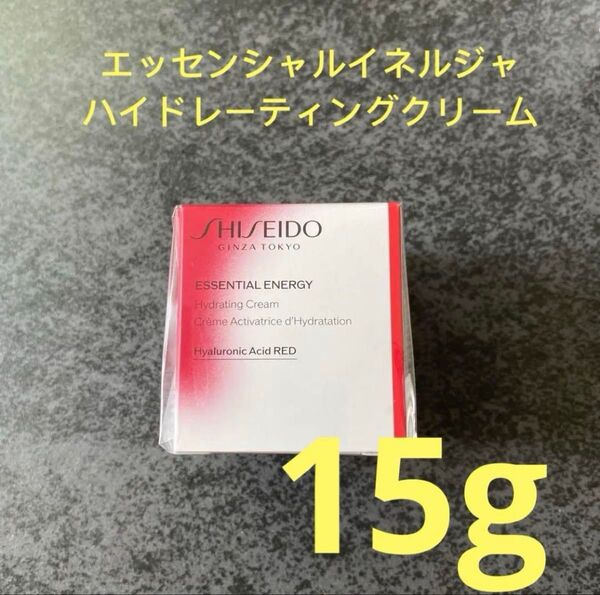 エッセンシャルイネルジャ
ハイドレーティングクリーム
SHISEIDO
GINZA TOKYO
ESSENTIAL ENERGY
Hydrating Cream
Crème Activatrice d'Hydratation
Hyaluronic Acid RED
15g